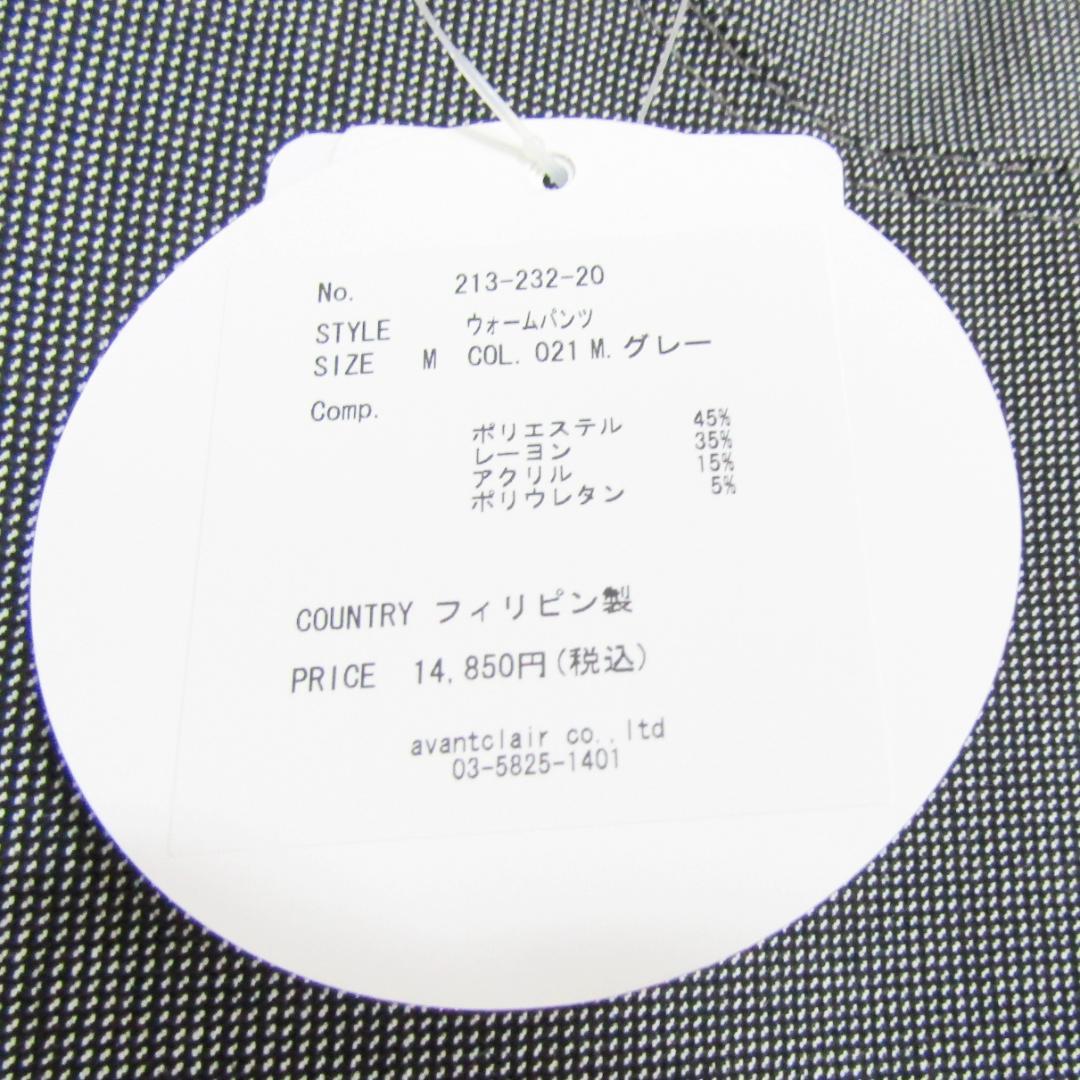 No. 213-232-20
STYLE ウォームパンツ
SIZE M COL. 021 M. グレー
Comp.
ポリエステル 45%
レーヨン 35%
アクリル 15%
ポリウレタン 5%
COUNTRY フィリピン製
PRICE 14,850円(税込)
avantclair co.,ltd
03-5825-1401